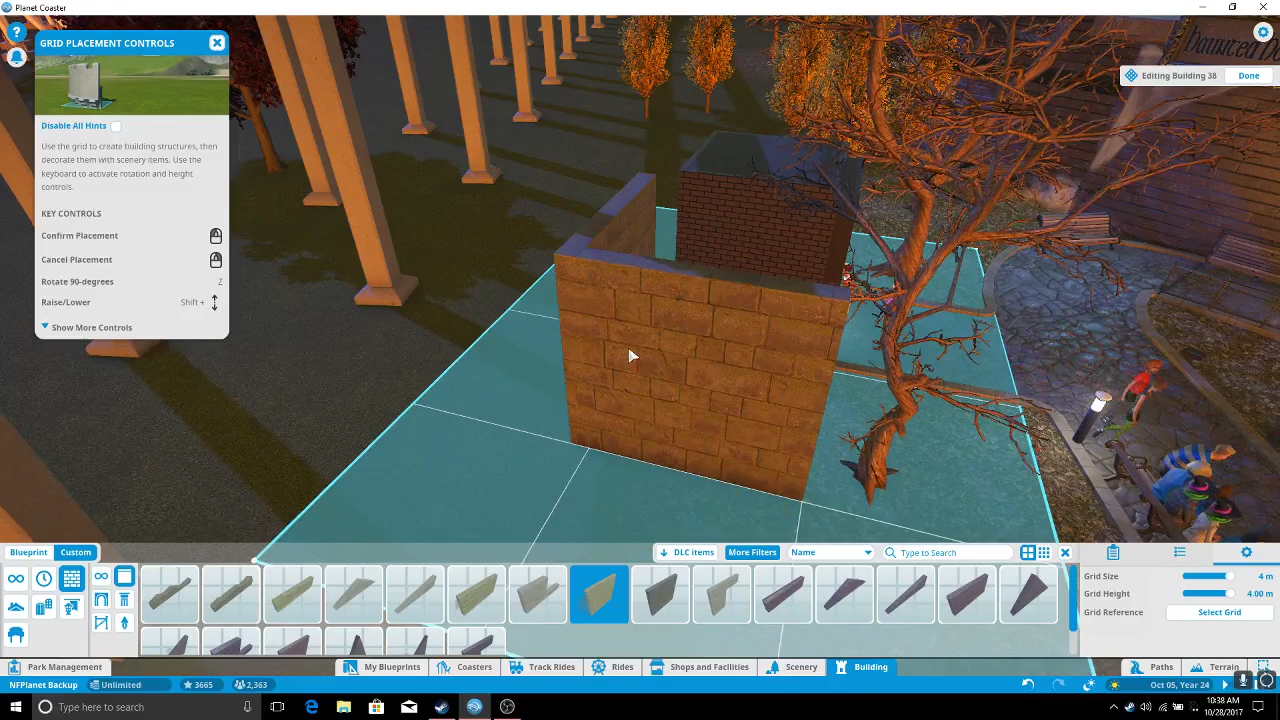 Planet Coaster
GRID PLACEMENT CONTROLS
Disable All Hints
Use the grid to create building structures, then
decorate them with scenery items. Use the
keyboard to activate rotation and height
controls.
KEY CONTROLS
Confirm Placement
Cancel Placement
Rotate 90-degrees Z
Raise/Lower Shift +
Show More Controls
haunted
Editing Building 38 Done
Blueprint Custom DLC items More Filters Name Type to Search
Grid Size 4 m
Grid Height 4.00 m
Grid Reference Select Grid
Park Management My Blueprints Coasters Track Rides Rides Shops and Facilities Scenery Building Paths Terrain
NFPlanet Backup Unlimited 3665 2,363 Oct 05, Year 24
Type here to search 10:38 AM
10/28/2017